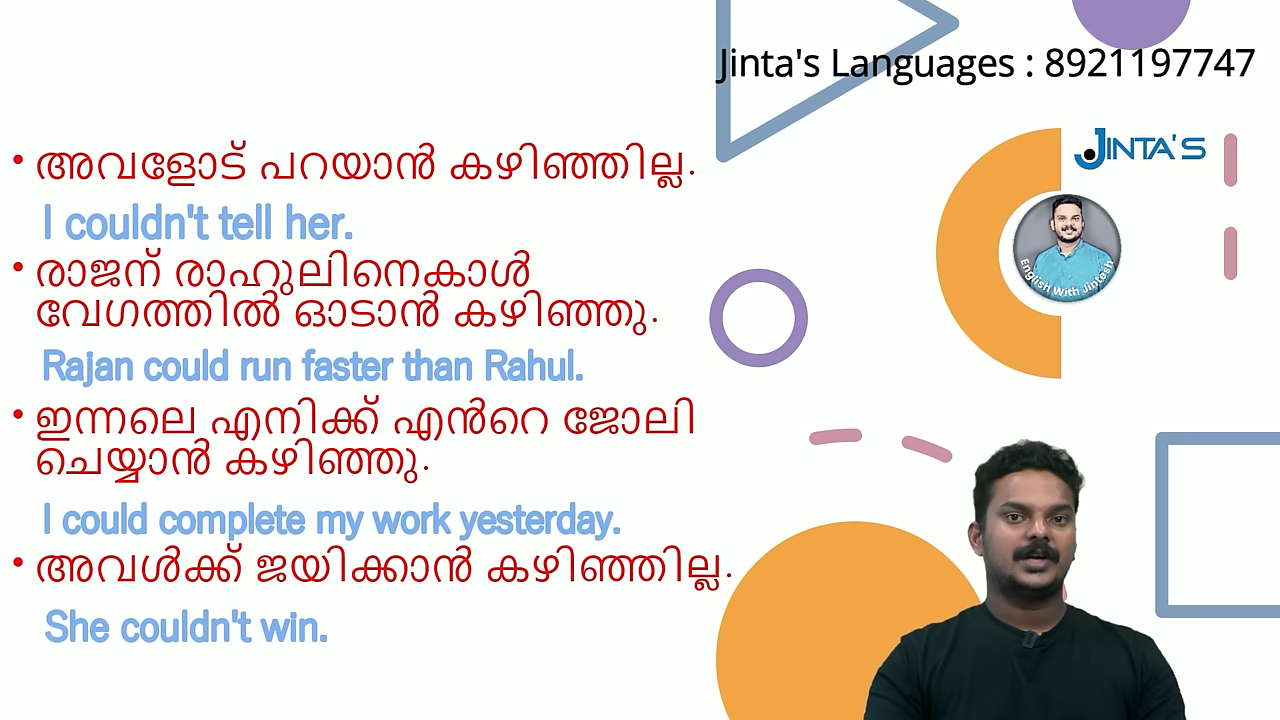 Jinta's Languages : 8921197747
JINTA'S
English With Jintesh
• അവളോട് പറയാൻ കഴിഞ്ഞില്ല.
I couldn't tell her.
• രാജന് രാഹുലിനെകാൾ
വേഗത്തിൽ ഓടാൻ കഴിഞ്ഞു.
Rajan could run faster than Rahul.
• ഇന്നലെ എനിക്ക് എൻറെ ജോലി
ചെയ്യാൻ കഴിഞ്ഞു.
I could complete my work yesterday.
• അവൾക്ക് ജയിക്കാൻ കഴിഞ്ഞില്ല.
She couldn't win.